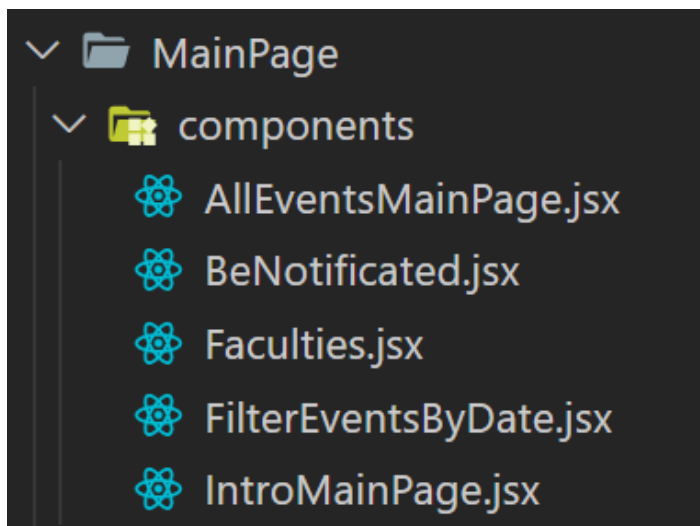 MainPage
components
AllEventsMainPage.jsx
BeNotificated.jsx
Faculties.jsx
FilterEventsByDate.jsx
IntroMainPage.jsx